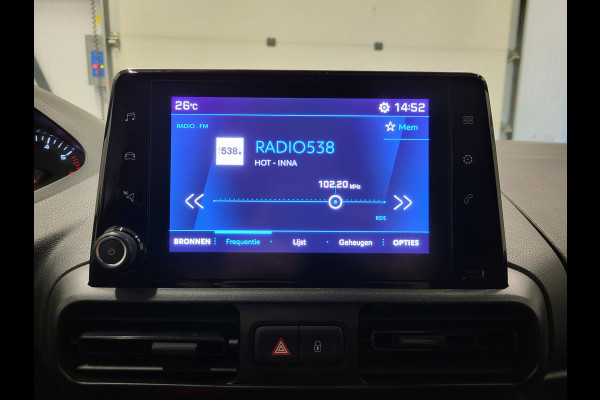 26°C 14:52
RADIO . FM Mem
538
RADIO538
HOT - INNA
102,20 MHz
RDS
BRONNEN Frequentie Lijst Geheugen OPTIES
N